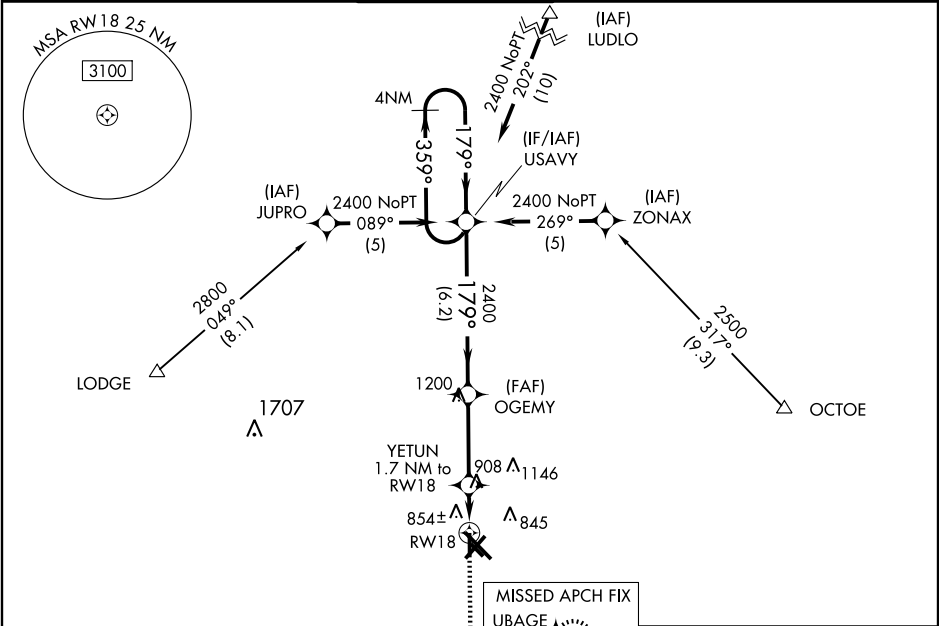 MSA RW18 25 NM
3100
(IAF)
LUDLO
2400 NoPT
202°
(10)
4NM
359°
179°
(IF/IAF)
USAVY
(IAF)
JUPRO
2400 NoPT
089°
(5)
2400 NoPT
269°
(5)
(IAF)
ZONAX
2800
049°
(8.1)
2400
179°
(6.2)
2500
317°
(9.3)
LODGE
1200
(FAF)
OGEMY
OCTOE
1707
YETUN
1.7 NM to
RW18
908
1146
854±
845
RW18
MISSED APCH FIX
UBAGE